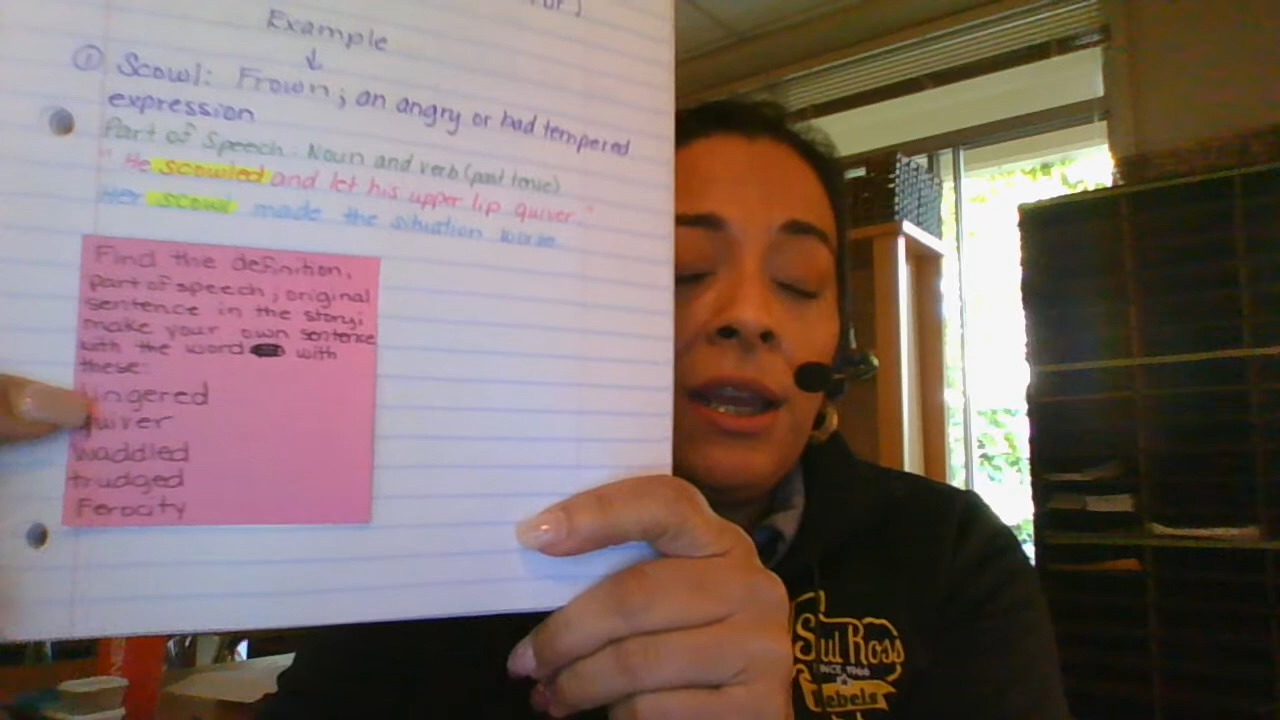 Example
① Scowl: Frown; an angry or bad tempered
expression
Part of Speech: Noun and verb (past tense)
"He scowled and let his upper lip quiver."
Her scowl made the situation worse
Find the definition,
part of speech, original
sentence in the story;
make your own sentence
with the word with
these:
Lingered
quiver
waddled
trudged
Ferocity
Sul Ross
SINCE 1966
Rebels